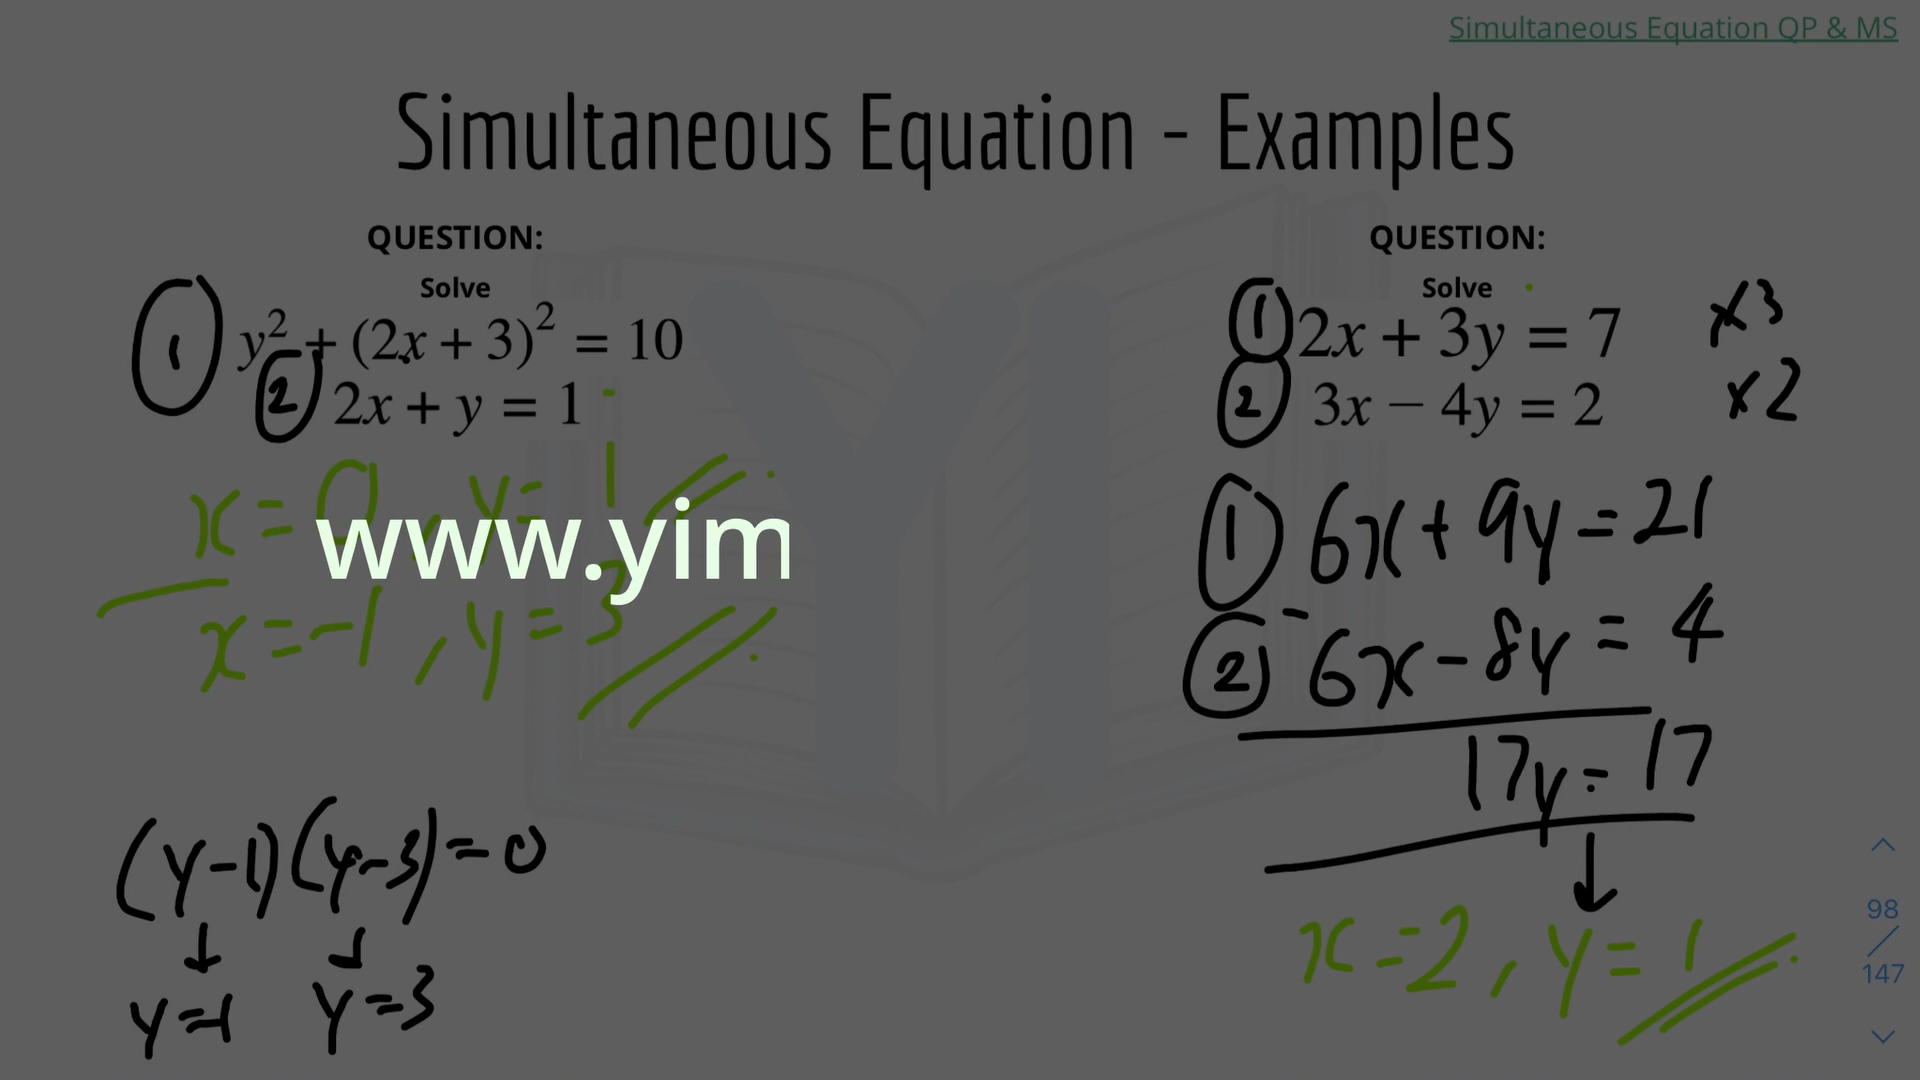 Simultaneous Equation QP & MS
Simultaneous Equation - Examples
QUESTION:
Solve
① y² + (2x + 3)² = 10
② 2x + y = 1
x = 0, y = 1
www.yim
x = -1, y = 3
(y-1)(y-3) = 0
y=1 y=3
QUESTION:
Solve
① 2x + 3y = 7 ×3
② 3x − 4y = 2 ×2
① 6x + 9y = 21
② - 6x - 8y = 4
17y = 17
x = 2, y = 1
98
147